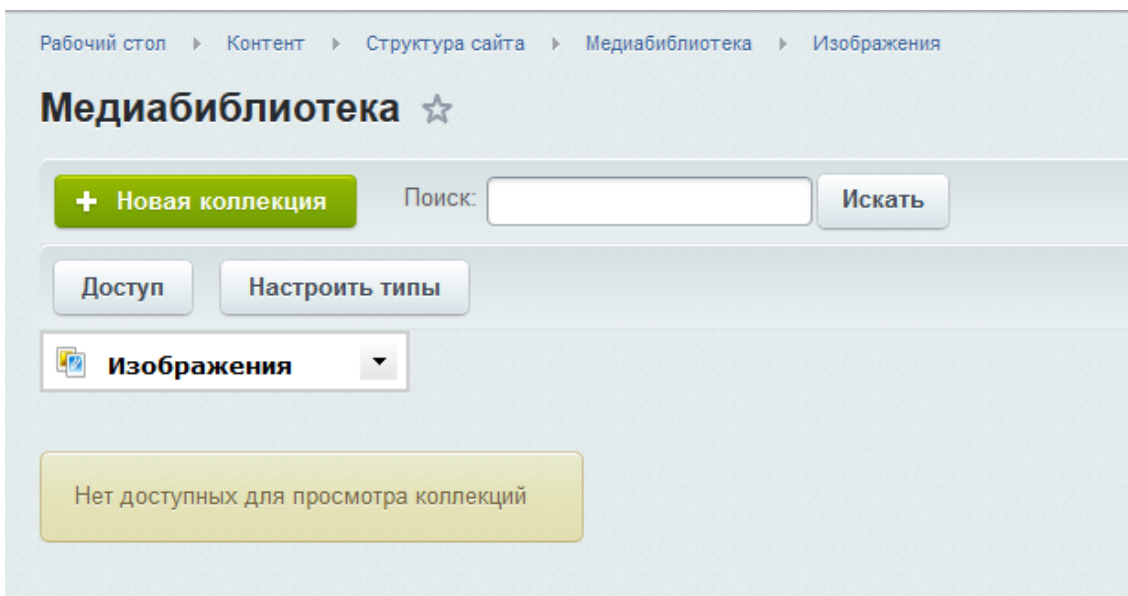 Рабочий стол Контент Структура сайта Медиабиблиотека Изображения
Медиабиблиотека
+ Новая коллекция Поиск: Искать
Доступ Настроить типы
Изображения
Нет доступных для просмотра коллекций